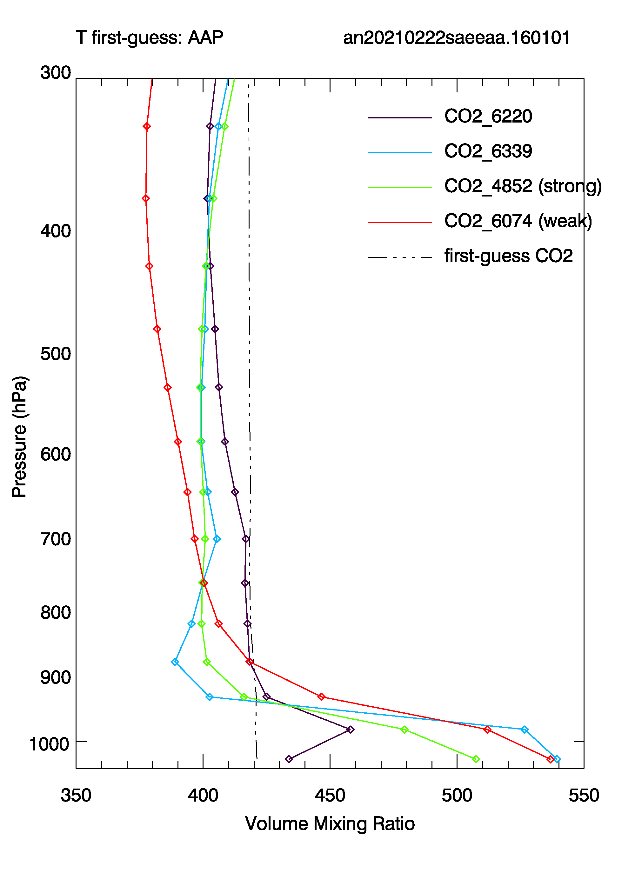 T first-guess: AAP
an20210222saeeaa.160101
300
400
500
600
700
800
900
1000
Pressure (hPa)
CO2_6220
CO2_6339
CO2_4852 (strong)
CO2_6074 (weak)
first-guess CO2
350
400
450
500
550
Volume Mixing Ratio